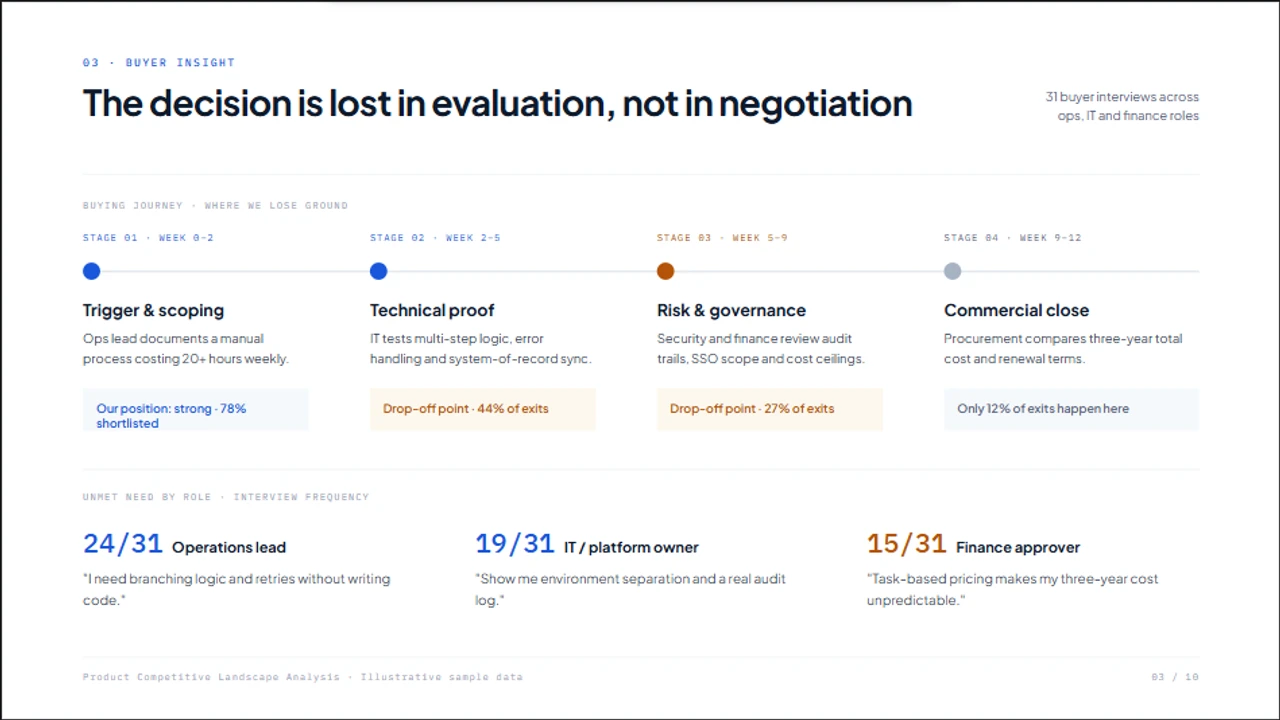 03 · BUYER INSIGHT
The decision is lost in evaluation, not in negotiation
31 buyer interviews across
ops, IT and finance roles
BUYING JOURNEY · WHERE WE LOSE GROUND
STAGE 01 · WEEK 0–2
Trigger & scoping
Ops lead documents a manual
process costing 20+ hours weekly.
Our position: strong · 78%
shortlisted
STAGE 02 · WEEK 2–5
Technical proof
IT tests multi-step logic, error
handling and system-of-record sync.
Drop-off point · 44% of exits
STAGE 03 · WEEK 5–9
Risk & governance
Security and finance review audit
trails, SSO scope and cost ceilings.
Drop-off point · 27% of exits
STAGE 04 · WEEK 9–12
Commercial close
Procurement compares three-year total
cost and renewal terms.
Only 12% of exits happen here
UNMET NEED BY ROLE · INTERVIEW FREQUENCY
24/31 Operations lead
"I need branching logic and retries without writing
code."
19/31 IT / platform owner
"Show me environment separation and a real audit
log."
15/31 Finance approver
"Task-based pricing makes my three-year cost
unpredictable."
Product Competitive Landscape Analysis · Illustrative sample data
03 / 10